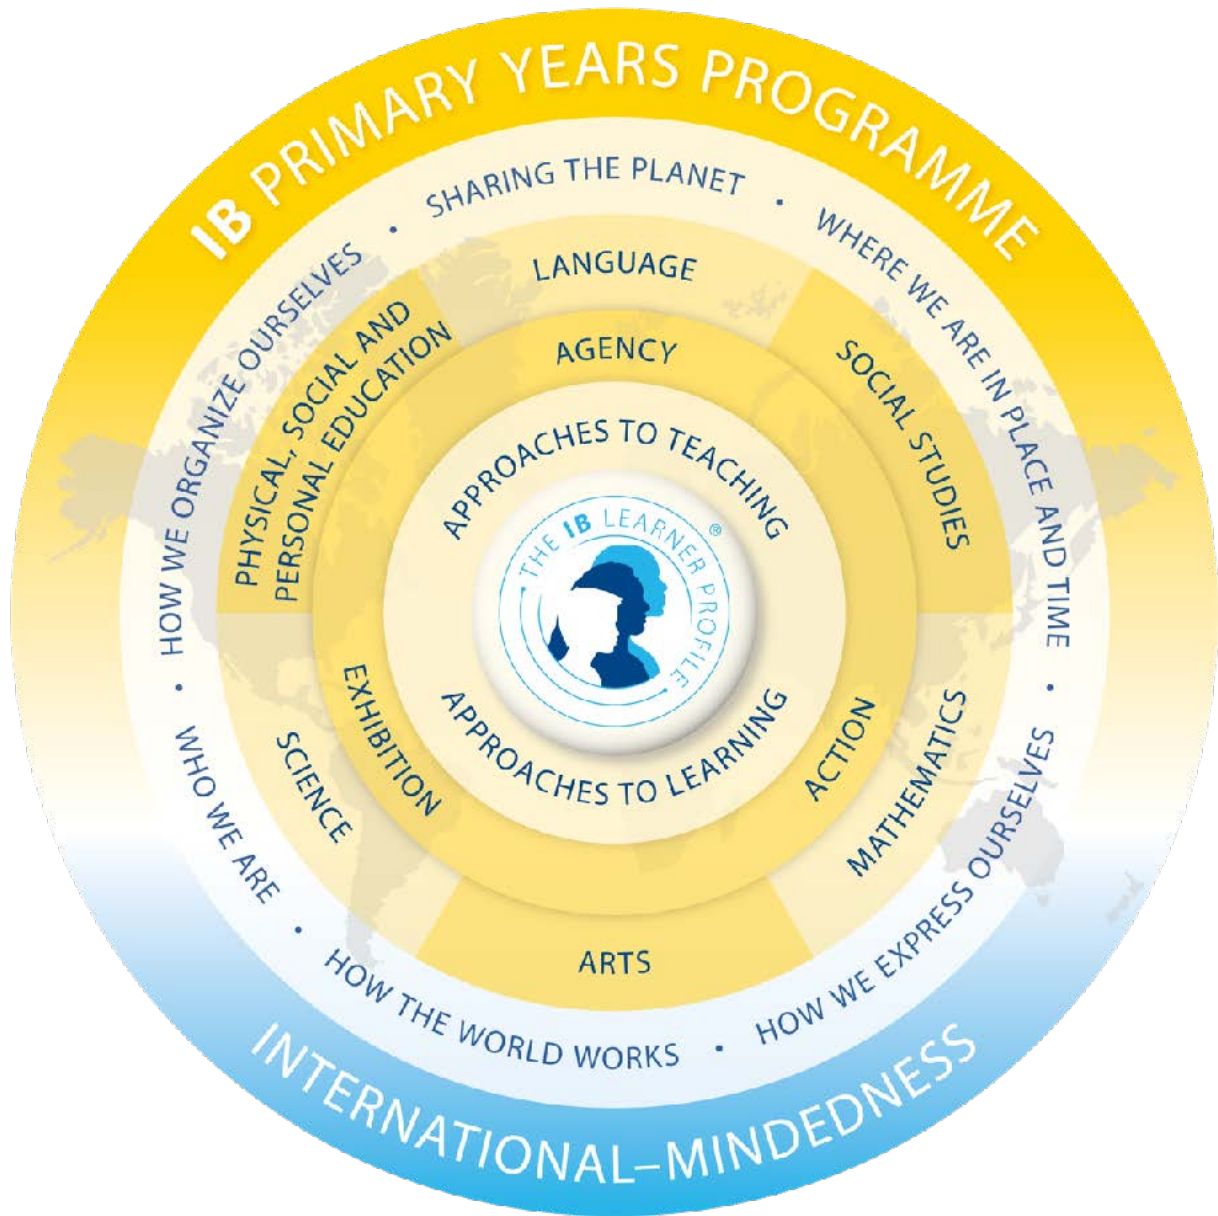 IB PRIMARY YEARS PROGRAMME
SHARING THE PLANET
•
WHERE WE ARE IN PLACE AND TIME
•
HOW WE EXPRESS OURSELVES
•
HOW THE WORLD WORKS
•
WHO WE ARE
•
HOW WE ORGANIZE OURSELVES
•
LANGUAGE
SOCIAL STUDIES
MATHEMATICS
ARTS
SCIENCE
PHYSICAL, SOCIAL AND
PERSONAL EDUCATION
AGENCY
ACTION
EXHIBITION
APPROACHES TO TEACHING
APPROACHES TO LEARNING
• THE IB LEARNER PROFILE • ®
INTERNATIONAL–MINDEDNESS